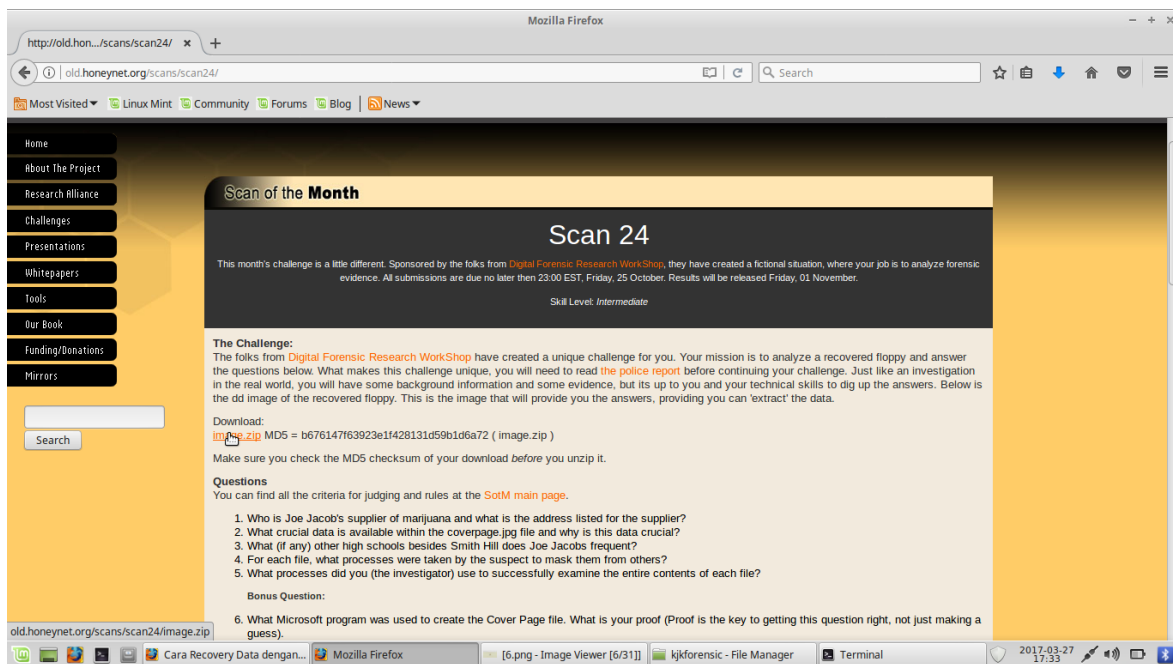 Mozilla Firefox
http://old.hon.../scans/scan24/
old.honeynet.org/scans/scan24/
Search
Most Visited Linux Mint Community Forums Blog News
Home
About The Project
Research Alliance
Challenges
Presentations
Whitepapers
Tools
Our Book
Funding/Donations
Mirrors
Search
Scan of the Month
Scan 24
This month's challenge is a little different. Sponsored by the folks from Digital Forensic Research WorkShop, they have created a fictional situation, where your job is to analyze forensic
evidence. All submissions are due no later then 23:00 EST, Friday, 25 October. Results will be released Friday, 01 November.
Skill Level: Intermediate
The Challenge:
The folks from Digital Forensic Research WorkShop have created a unique challenge for you. Your mission is to analyze a recovered floppy and answer
the questions below. What makes this challenge unique, you will need to read the police report before continuing your challenge. Just like an investigation
in the real world, you will have some background information and some evidence, but its up to you and your technical skills to dig up the answers. Below is
the dd image of the recovered floppy. This is the image that will provide you the answers, providing you can 'extract' the data.
Download:
image.zip MD5 = b676147f63923e1f428131d59b1d6a72 ( image.zip )
Make sure you check the MD5 checksum of your download before you unzip it.
Questions
You can find all the criteria for judging and rules at the SotM main page.
1. Who is Joe Jacob's supplier of marijuana and what is the address listed for the supplier?
2. What crucial data is available within the coverpage.jpg file and why is this data crucial?
3. What (if any) other high schools besides Smith Hill does Joe Jacobs frequent?
4. For each file, what processes were taken by the suspect to mask them from others?
5. What processes did you (the investigator) use to successfully examine the entire contents of each file?
Bonus Question:
6. What Microsoft program was used to create the Cover Page file. What is your proof (Proof is the key to getting this question right, not just making a
guess).
old.honeynet.org/scans/scan24/image.zip
Cara Recovery Data dengan... Mozilla Firefox [6.png - Image Viewer [6/31]] kjkforensic - File Manager Terminal 2017-03-27
17:33